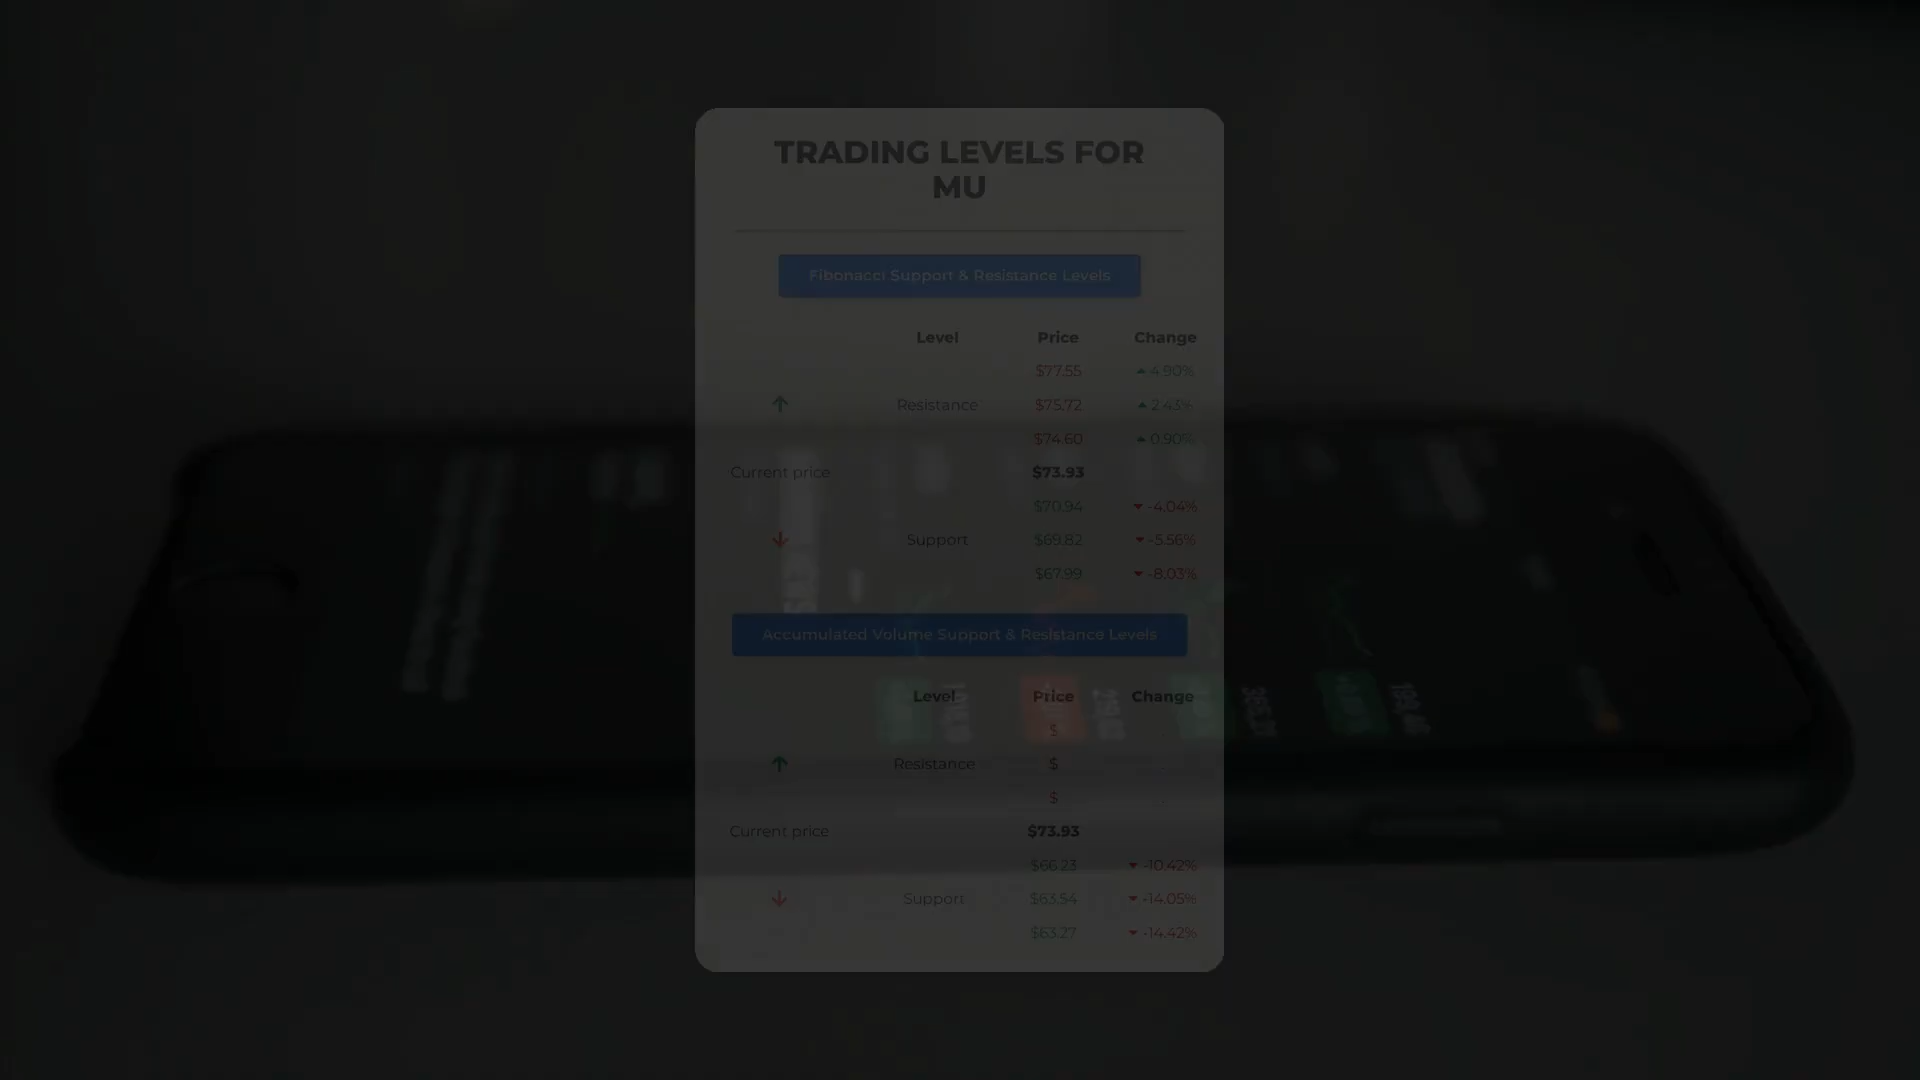 TRADING LEVELS FOR
MU
Fibonacci Support & Resistance Levels
Level Price Change
$77.55 4.90%
Resistance $75.72 2.43%
$74.60 0.90%
Current price $73.93
$70.94 -4.04%
Support $69.82 -5.56%
$67.99 -8.03%
Accumulated Volume Support & Resistance Levels
Level Price Change
$
Resistance $
$
Current price $73.93
$66.23 -10.42%
Support $63.54 -14.05%
$63.27 -14.42%